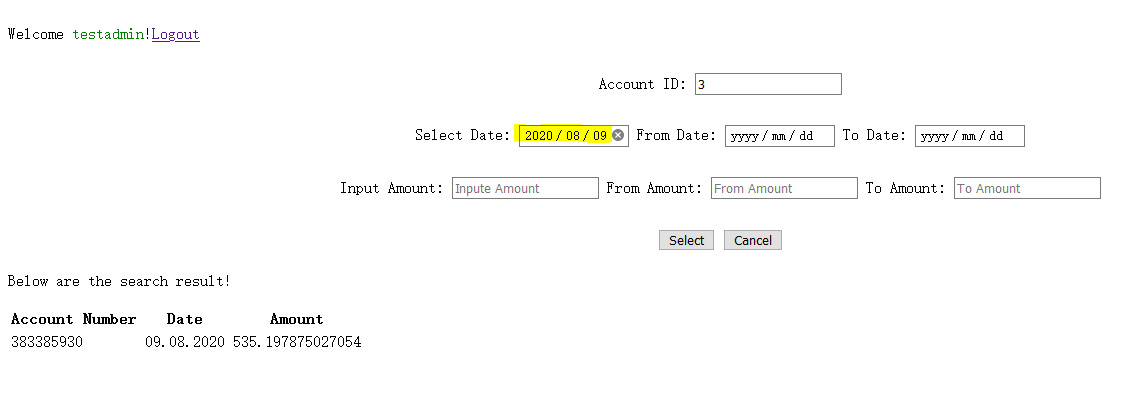 Welcome testadmin!Logout
Account ID: 3
Select Date: 2020/08/09 From Date: yyyy/mm/dd To Date: yyyy/mm/dd
Input Amount: Inpute Amount From Amount: From Amount To Amount: To Amount
Select Cancel
Below are the search result!
Account Number Date Amount
383385930 09.08.2020 535.197875027054